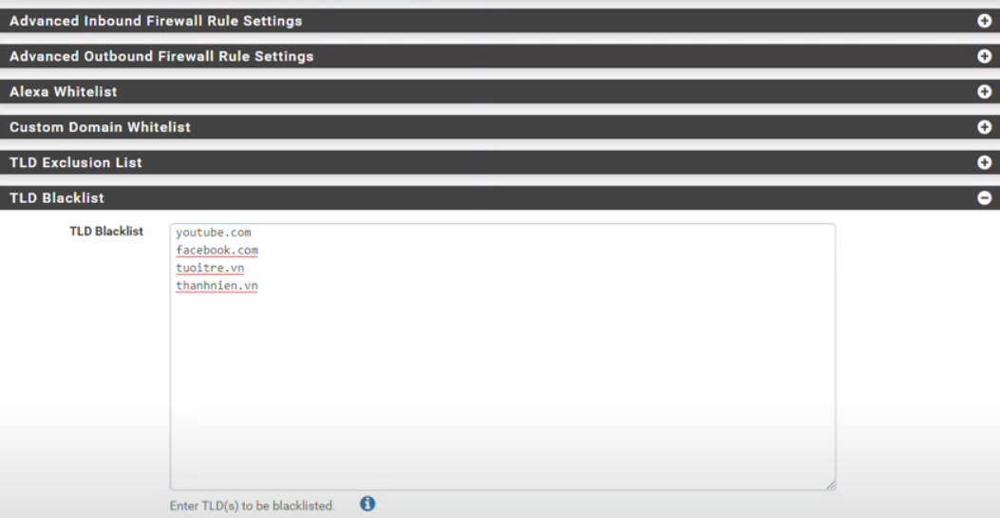 Advanced Inbound Firewall Rule Settings
Advanced Outbound Firewall Rule Settings
Alexa Whitelist
Custom Domain Whitelist
TLD Exclusion List
TLD Blacklist
TLD Blacklist
youtube.com
facebook.com
tuoitre.vn
thanhnien.vn
Enter TLD(s) to be blacklisted.